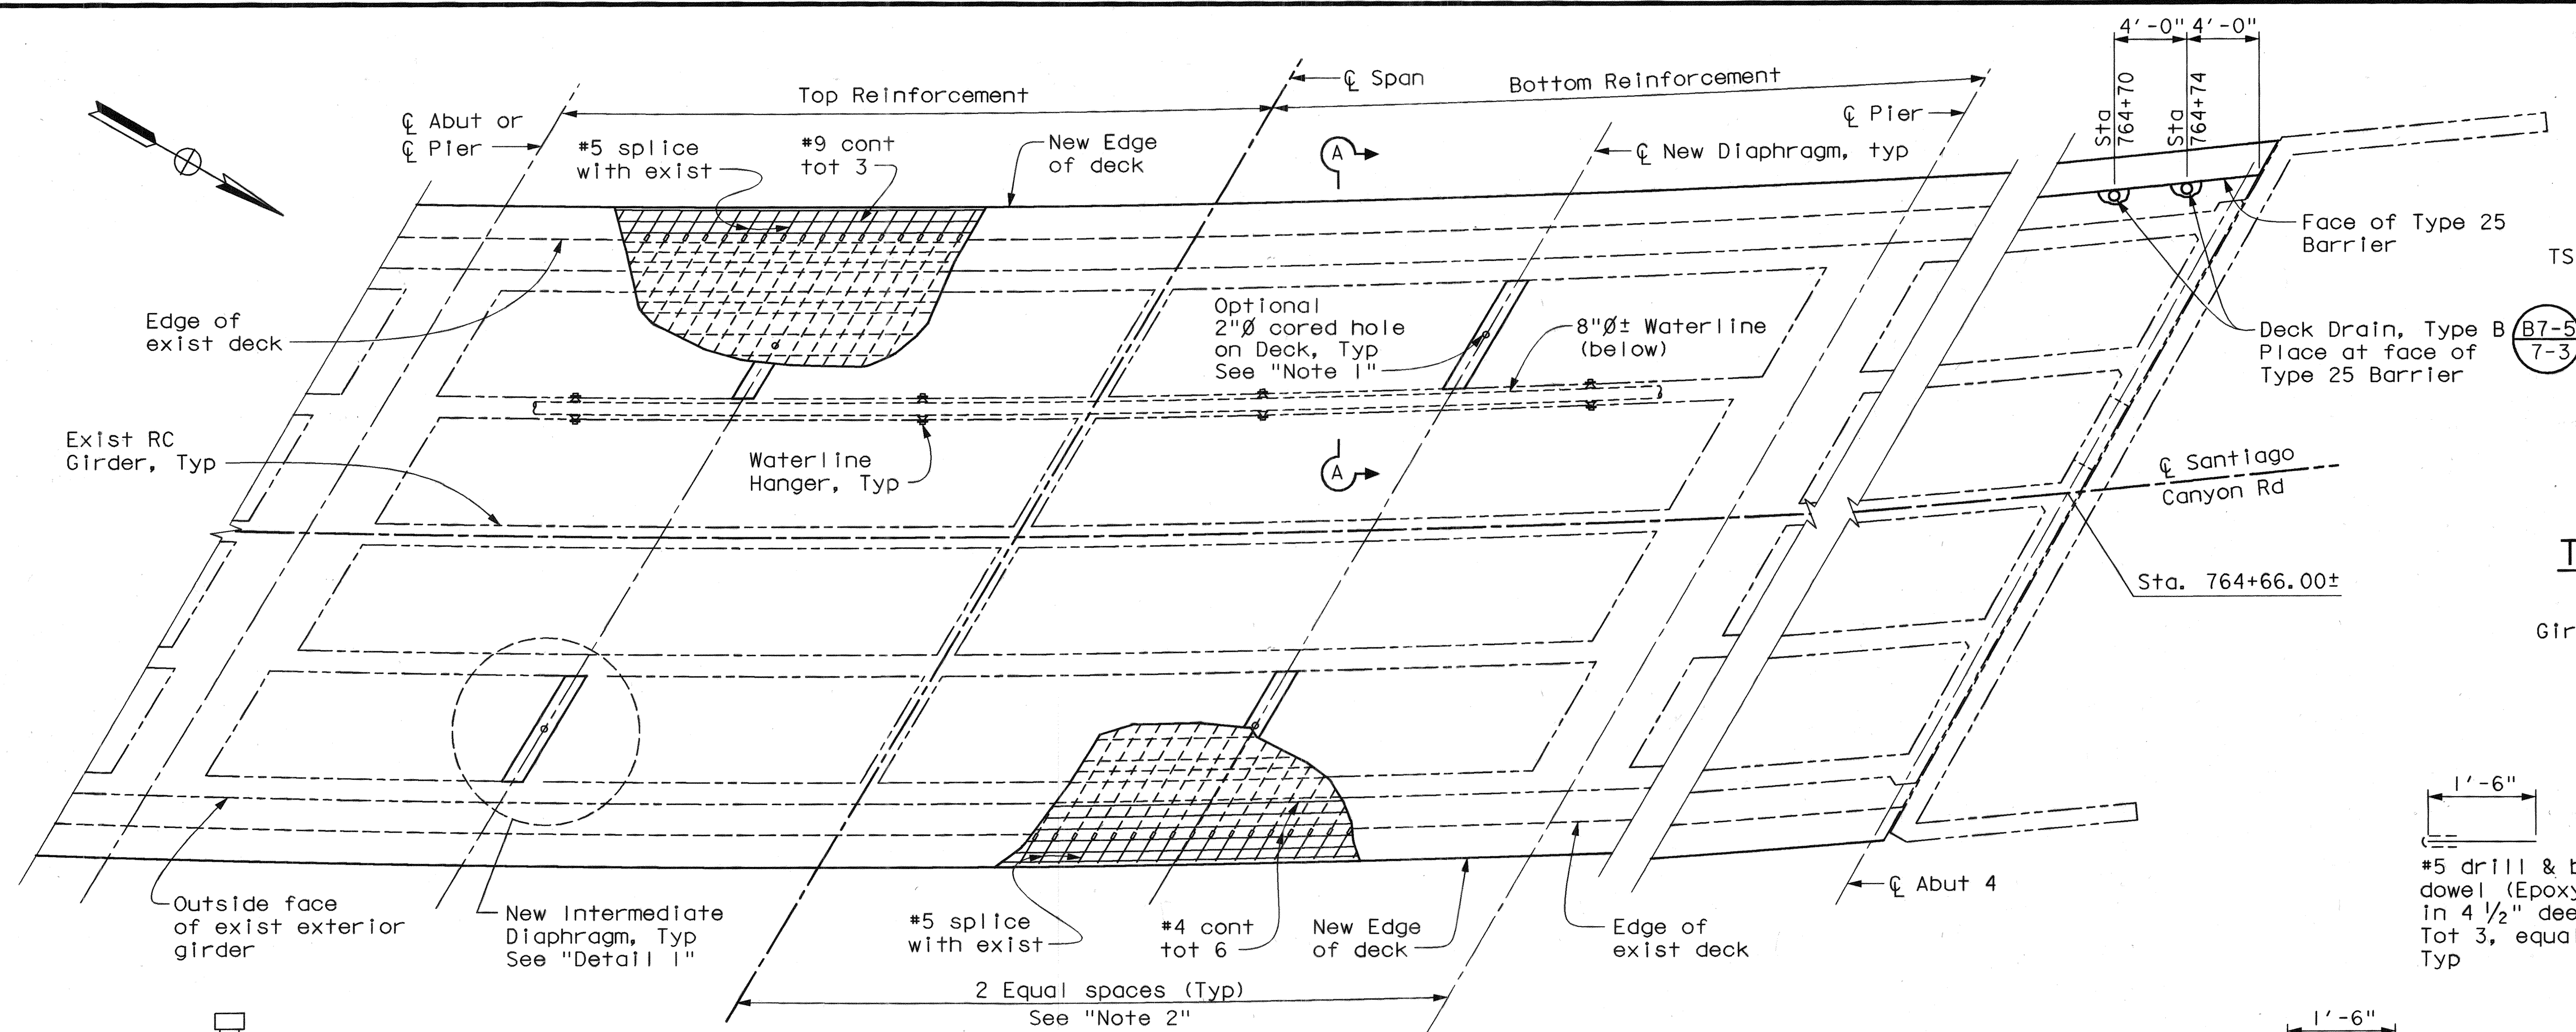 4'-0" 4'-0"
Sta 764+70
Sta 764+74
℄ Span
Bottom Reinforcement
Top Reinforcement
℄ Abut or
℄ Pier
#5 splice
with exist
#9 cont
tot 3
New Edge
of deck
A
℄ Pier
℄ New Diaphragm, typ
Face of Type 25
Barrier
TS
Edge of
exist deck
Optional
2"Ø cored hole
on Deck, Typ
See "Note 1"
8"Ø± Waterline
(below)
Deck Drain, Type B
Place at face of
Type 25 Barrier
B7-5
7-3
Exist RC
Girder, Typ
Waterline
Hanger, Typ
A
℄ Santiago
Canyon Rd
Sta. 764+66.00±
T
Gir
1'-6"
#5 drill & b
dowel (Epoxy
in 4 1/2" dee
Tot 3, equal
Typ
Outside face
of exist exterior
girder
New Intermediate
Diaphragm, Typ
See "Detail 1"
#5 splice
with exist
#4 cont
tot 6
New Edge
of deck
Edge of
exist deck
℄ Abut 4
2 Equal spaces (Typ)
See "Note 2"
1'-6"